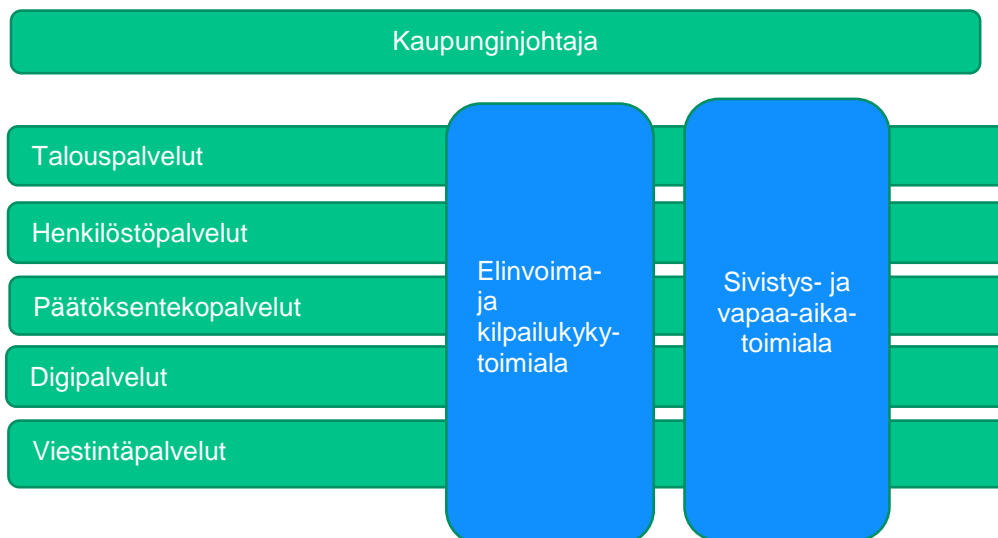 Kaupunginjohtaja
Talouspalvelut
Henkilöstöpalvelut
Päätöksentekopalvelut
Digipalvelut
Viestintäpalvelut
Elinvoima-
ja
kilpailukyky-
toimiala
Sivistys- ja
vapaa-aika-
toimiala